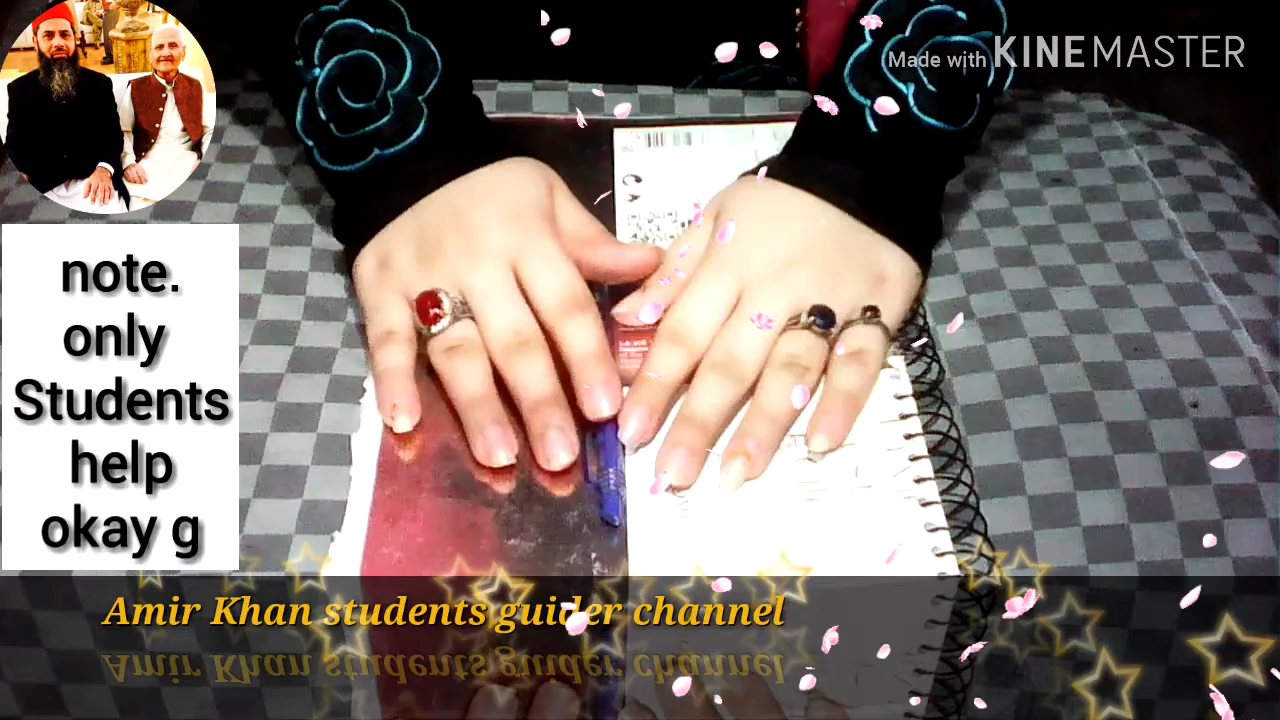 Made with KINEMASTER
note.
only
Students
help
okay g
Amir Khan students guider channel